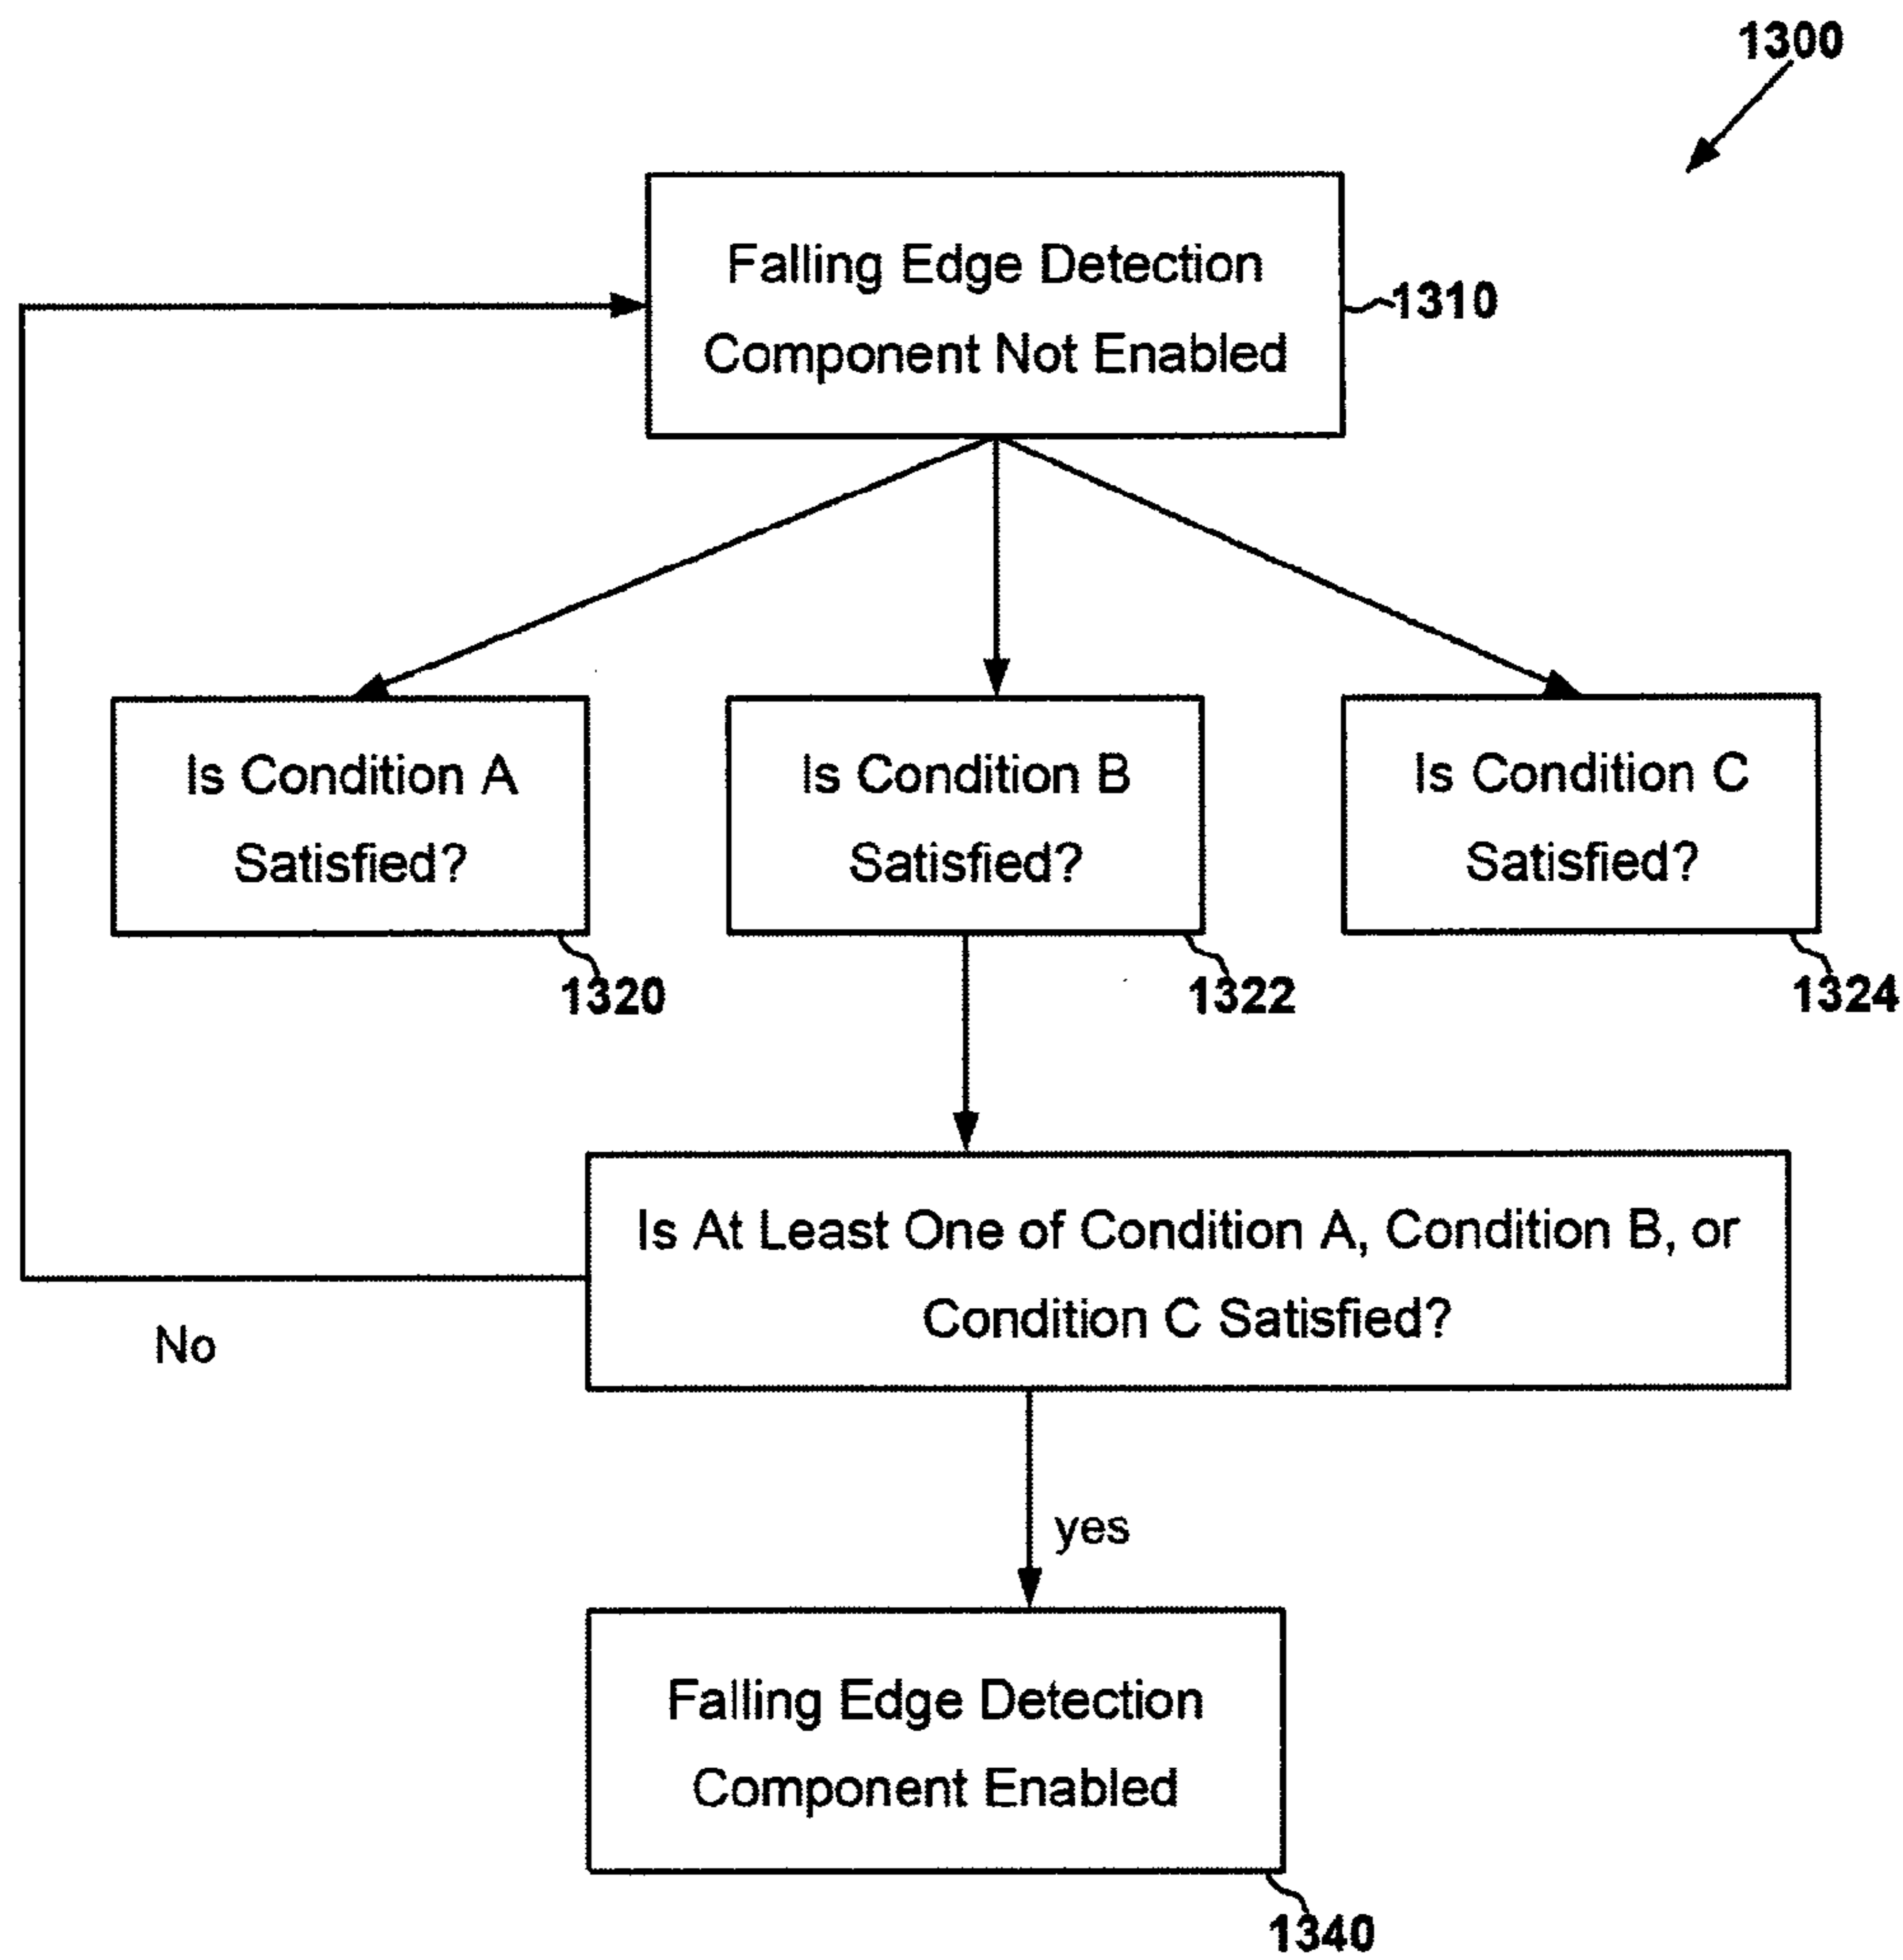 1300
Falling Edge Detection
Component Not Enabled
1310
Is Condition A
Satisfied?
1320
Is Condition B
Satisfied?
1322
Is Condition C
Satisfied?
1324
Is At Least One of Condition A, Condition B, or
Condition C Satisfied?
No
yes
Falling Edge Detection
Component Enabled
1340